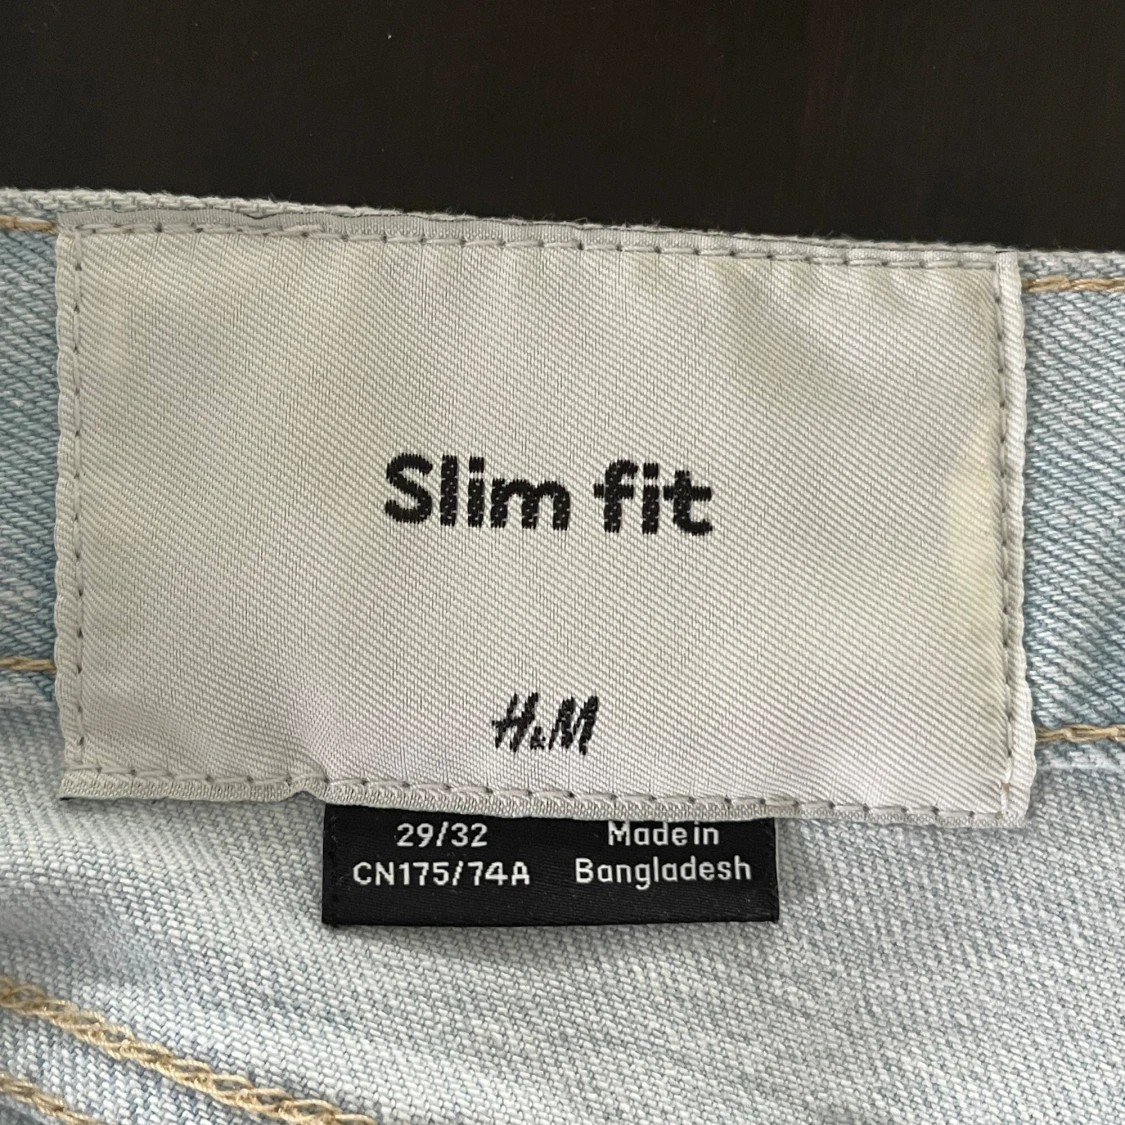 Slim fit
H&M
29/32
CN175/74A
Made in
Bangladesh